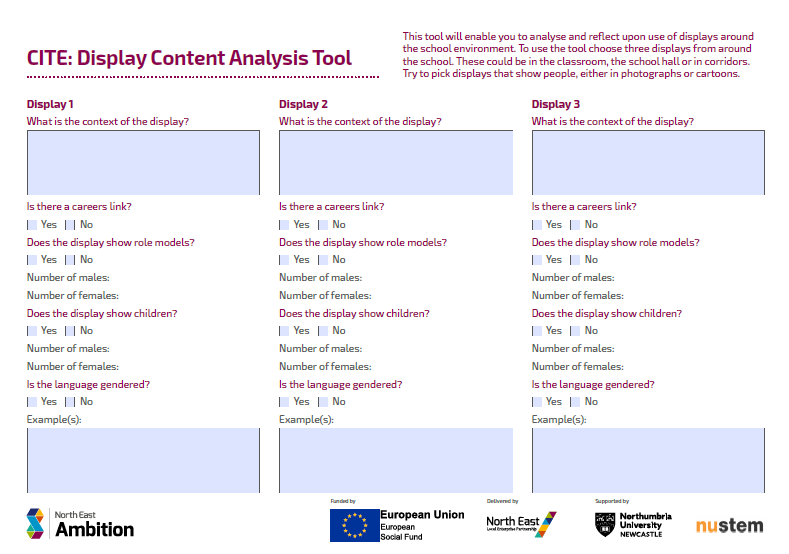 CITE: Display Content Analysis Tool
This tool will enable you to analyse and reflect upon use of displays around
the school environment. To use the tool choose three displays from around
the school. These could be in the classroom, the school hall or in corridors.
Try to pick displays that show people, either in photographs or cartoons.
Display 1
What is the context of the display?
Is there a careers link?
Yes No
Does the display show role models?
Yes No
Number of males:
Number of females:
Does the display show children?
Yes No
Number of males:
Number of females:
Is the language gendered?
Yes No
Example(s):
Display 2
What is the context of the display?
Is there a careers link?
Yes No
Does the display show role models?
Yes No
Number of males:
Number of females:
Does the display show children?
Yes No
Number of males:
Number of females:
Is the language gendered?
Yes No
Example(s):
Display 3
What is the context of the display?
Is there a careers link?
Yes No
Does the display show role models?
Yes No
Number of males:
Number of females:
Does the display show children?
Yes No
Number of males:
Number of females:
Is the language gendered?
Yes No
Example(s):
North East
Ambition
Funded by
European Union
European
Social Fund
Delivered by
North East
Local Enterprise Partnership
Supported by
Northumbria
University
NEWCASTLE
nustem